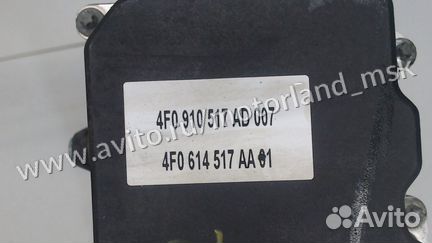 4F0 910/517 AD 007
www.avito.ru/motorland_msk
4F0 614 517 AA 01
Avito